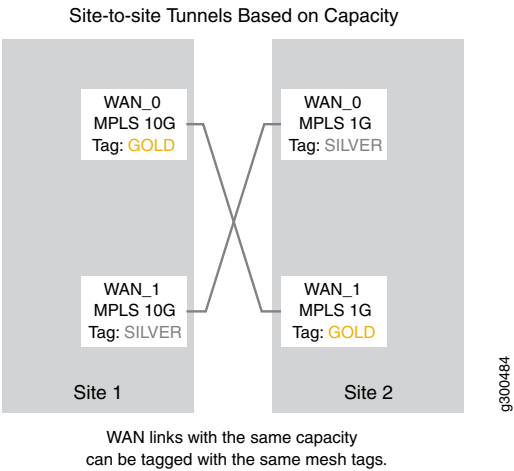 Site-to-site Tunnels Based on Capacity
WAN_0
MPLS 10G
Tag: GOLD
WAN_0
MPLS 1G
Tag: SILVER
WAN_1
MPLS 10G
Tag: SILVER
WAN_1
MPLS 1G
Tag: GOLD
Site 1
Site 2
g300484
WAN links with the same capacity
can be tagged with the same mesh tags.